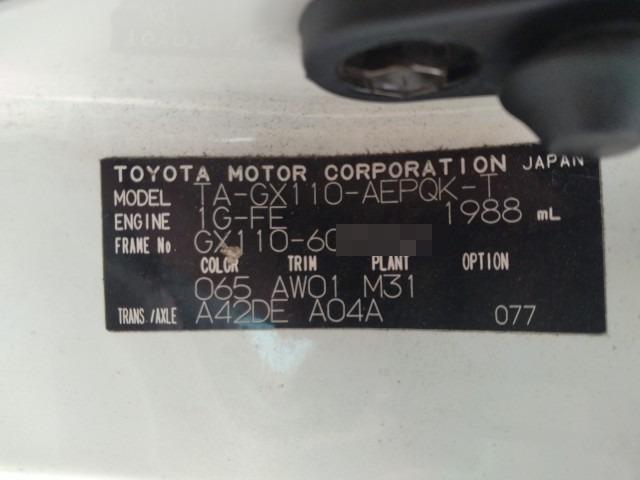 TOYOTA MOTOR CORPORATION JAPAN
MODEL TA-GX110-AEPQK-T
ENGINE 1G-FE 1988 mL
FRAME No. GX110-60
COLOR TRIM PLANT OPTION
065 AW01 M31
TRANS./AXLE A42DE A04A 077